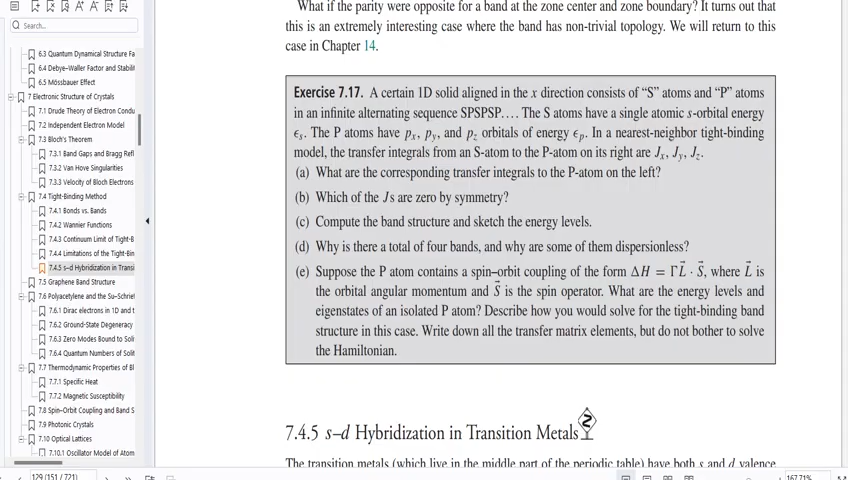 Search...
6.3 Quantum Dynamical Structure Fa
6.4 Debye–Waller Factor and Stabilit
6.5 Mössbauer Effect
7 Electronic Structure of Crystals
7.1 Drude Theory of Electron Condu
7.2 Independent Electron Model
7.3 Bloch's Theorem
7.3.1 Band Gaps and Bragg Refl
7.3.2 Van Hove Singularities
7.3.3 Velocity of Bloch Electrons
7.4 Tight-Binding Method
7.4.1 Bonds vs. Bands
7.4.2 Wannier Functions
7.4.3 Continuum Limit of Tight-B
7.4.4 Limitations of the Tight-Bin
7.4.5 s–d Hybridization in Transiti
7.5 Graphene Band Structure
7.6 Polyacetylene and the Su–Schrief
7.6.1 Dirac electrons in 1D and t
7.6.2 Ground-State Degeneracy
7.6.3 Zero Modes Bound to Solit
7.6.4 Quantum Numbers of Solit
7.7 Thermodynamic Properties of Bl
7.7.1 Specific Heat
7.7.2 Magnetic Susceptibility
7.8 Spin–Orbit Coupling and Band S
7.9 Photonic Crystals
7.10 Optical Lattices
7.10.1 Oscillator Model of Atom
What if the parity were opposite for a band at the zone center and zone boundary? It turns out that
this is an extremely interesting case where the band has non-trivial topology. We will return to this
case in Chapter 14.
Exercise 7.17. A certain 1D solid aligned in the x direction consists of “S” atoms and “P” atoms
in an infinite alternating sequence SPSPSP.... The S atoms have a single atomic s-orbital energy
ϵs. The P atoms have px, py, and pz orbitals of energy ϵp. In a nearest-neighbor tight-binding
model, the transfer integrals from an S-atom to the P-atom on its right are Jx, Jy, Jz.
(a) What are the corresponding transfer integrals to the P-atom on the left?
(b) Which of the Js are zero by symmetry?
(c) Compute the band structure and sketch the energy levels.
(d) Why is there a total of four bands, and why are some of them dispersionless?
(e) Suppose the P atom contains a spin–orbit coupling of the form ΔH = ΓL⃗ · S⃗, where L⃗ is
the orbital angular momentum and S⃗ is the spin operator. What are the energy levels and
eigenstates of an isolated P atom? Describe how you would solve for the tight-binding band
structure in this case. Write down all the transfer matrix elements, but do not bother to solve
the Hamiltonian.
7.4.5 s–d Hybridization in Transition Metals
The transition metals (which live in the middle part of the periodic table) have both s and d valence
129 (151 / 721)
167.71%